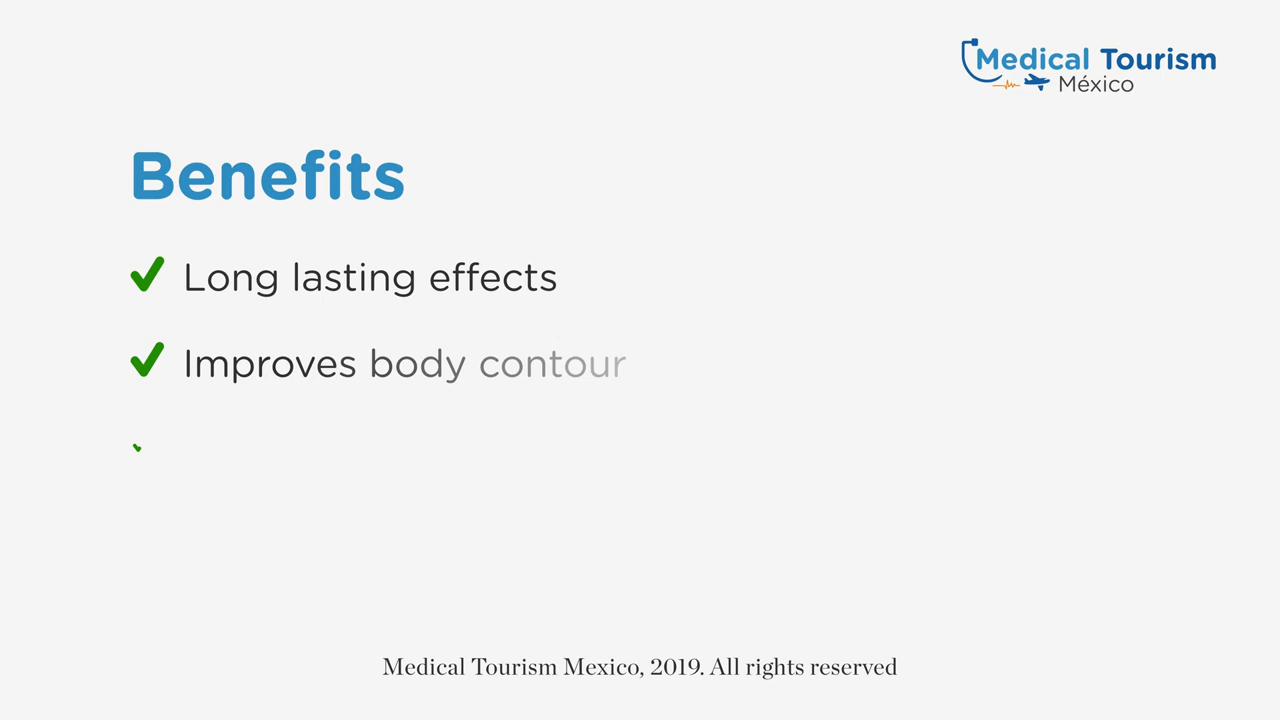 Medical Tourism
México
Benefits
Long lasting effects
Improves body contour
Medical Tourism Mexico, 2019. All rights reserved